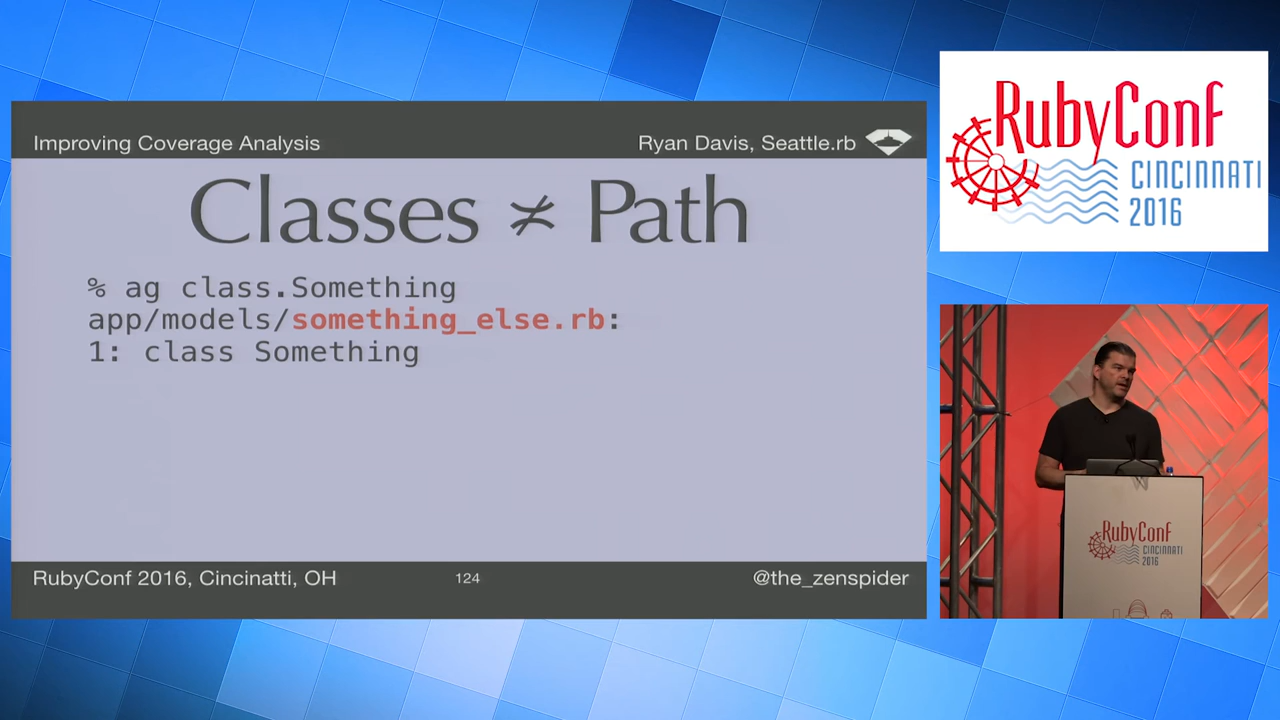 Improving Coverage Analysis
Ryan Davis, Seattle.rb
Classes ≭ Path
% ag class.Something
app/models/something_else.rb:
1: class Something
RubyConf 2016, Cincinatti, OH
124
@the_zenspider
RubyConf
CINCINNATI
2016
RubyConf
CINCINNATI
2016